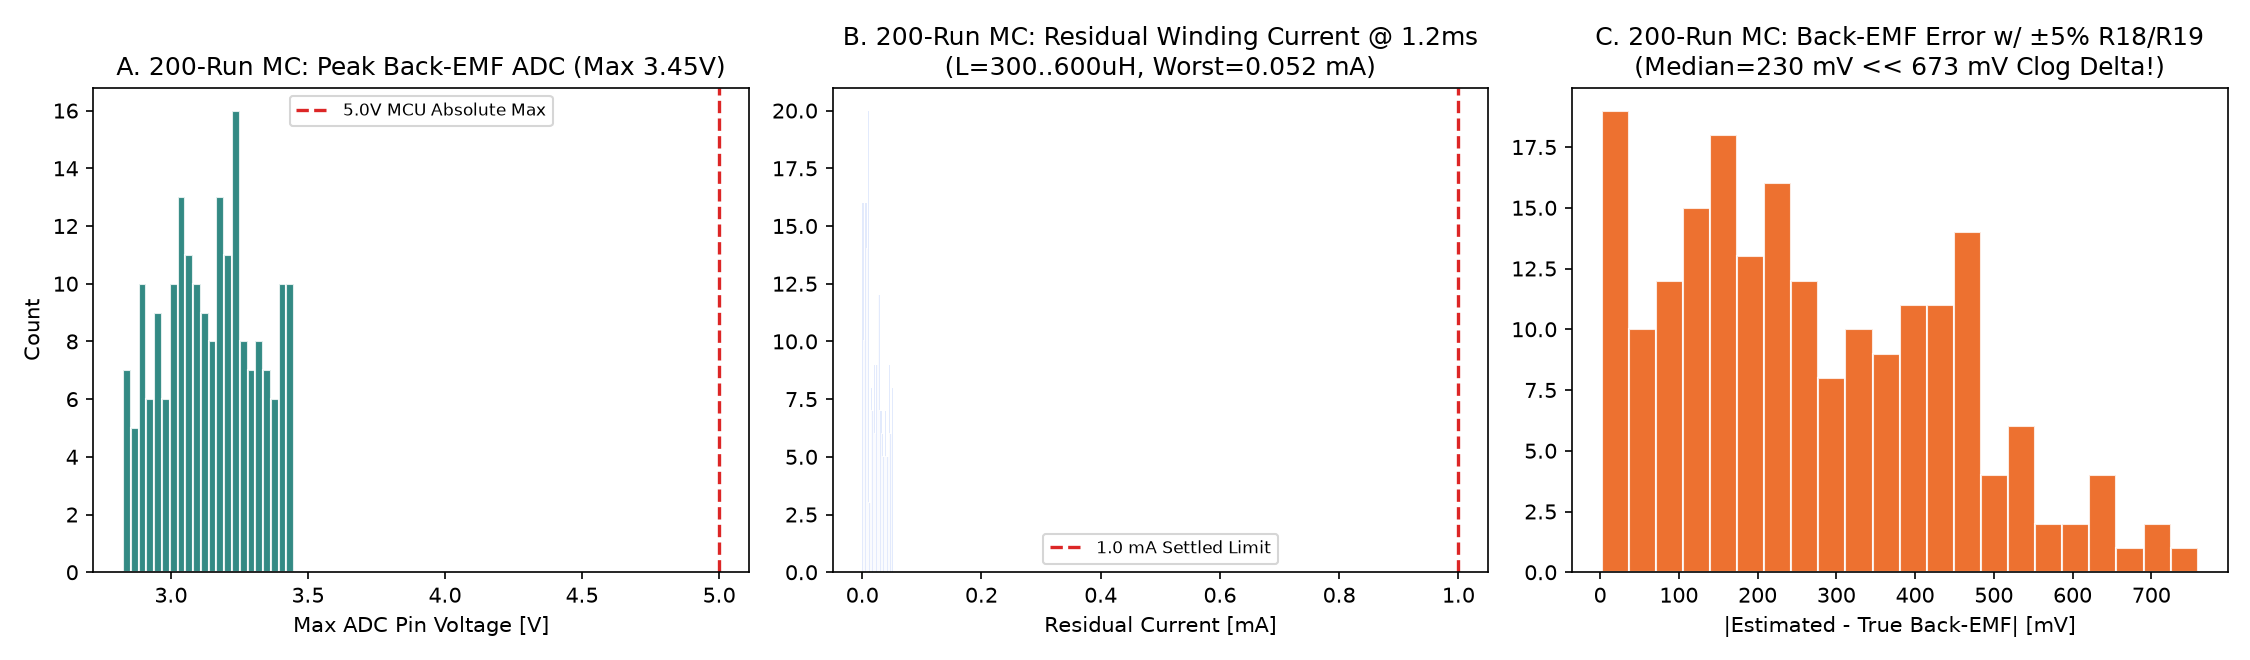 A. 200-Run MC: Peak Back-EMF ADC (Max 3.45V)
5.0V MCU Absolute Max
Count
16
14
12
10
8
6
4
2
0
3.0 3.5 4.0 4.5 5.0
Max ADC Pin Voltage [V]
B. 200-Run MC: Residual Winding Current @ 1.2ms
(L=300..600uH, Worst=0.052 mA)
20.0
17.5
15.0
12.5
10.0
7.5
5.0
2.5
0.0
1.0 mA Settled Limit
0.0 0.2 0.4 0.6 0.8 1.0
Residual Current [mA]
C. 200-Run MC: Back-EMF Error w/ ±5% R18/R19
(Median=230 mV << 673 mV Clog Delta!)
17.5
15.0
12.5
10.0
7.5
5.0
2.5
0.0
0 100 200 300 400 500 600 700
|Estimated - True Back-EMF| [mV]